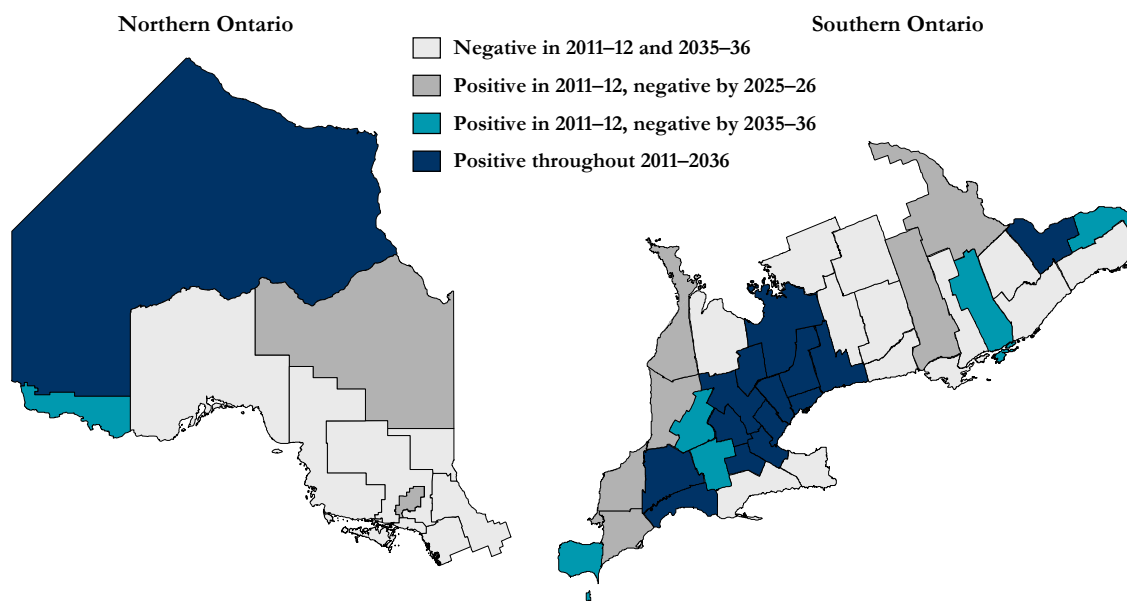 Northern Ontario
Southern Ontario
Negative in 2011–12 and 2035–36
Positive in 2011–12, negative by 2025–26
Positive in 2011–12, negative by 2035–36
Positive throughout 2011–2036